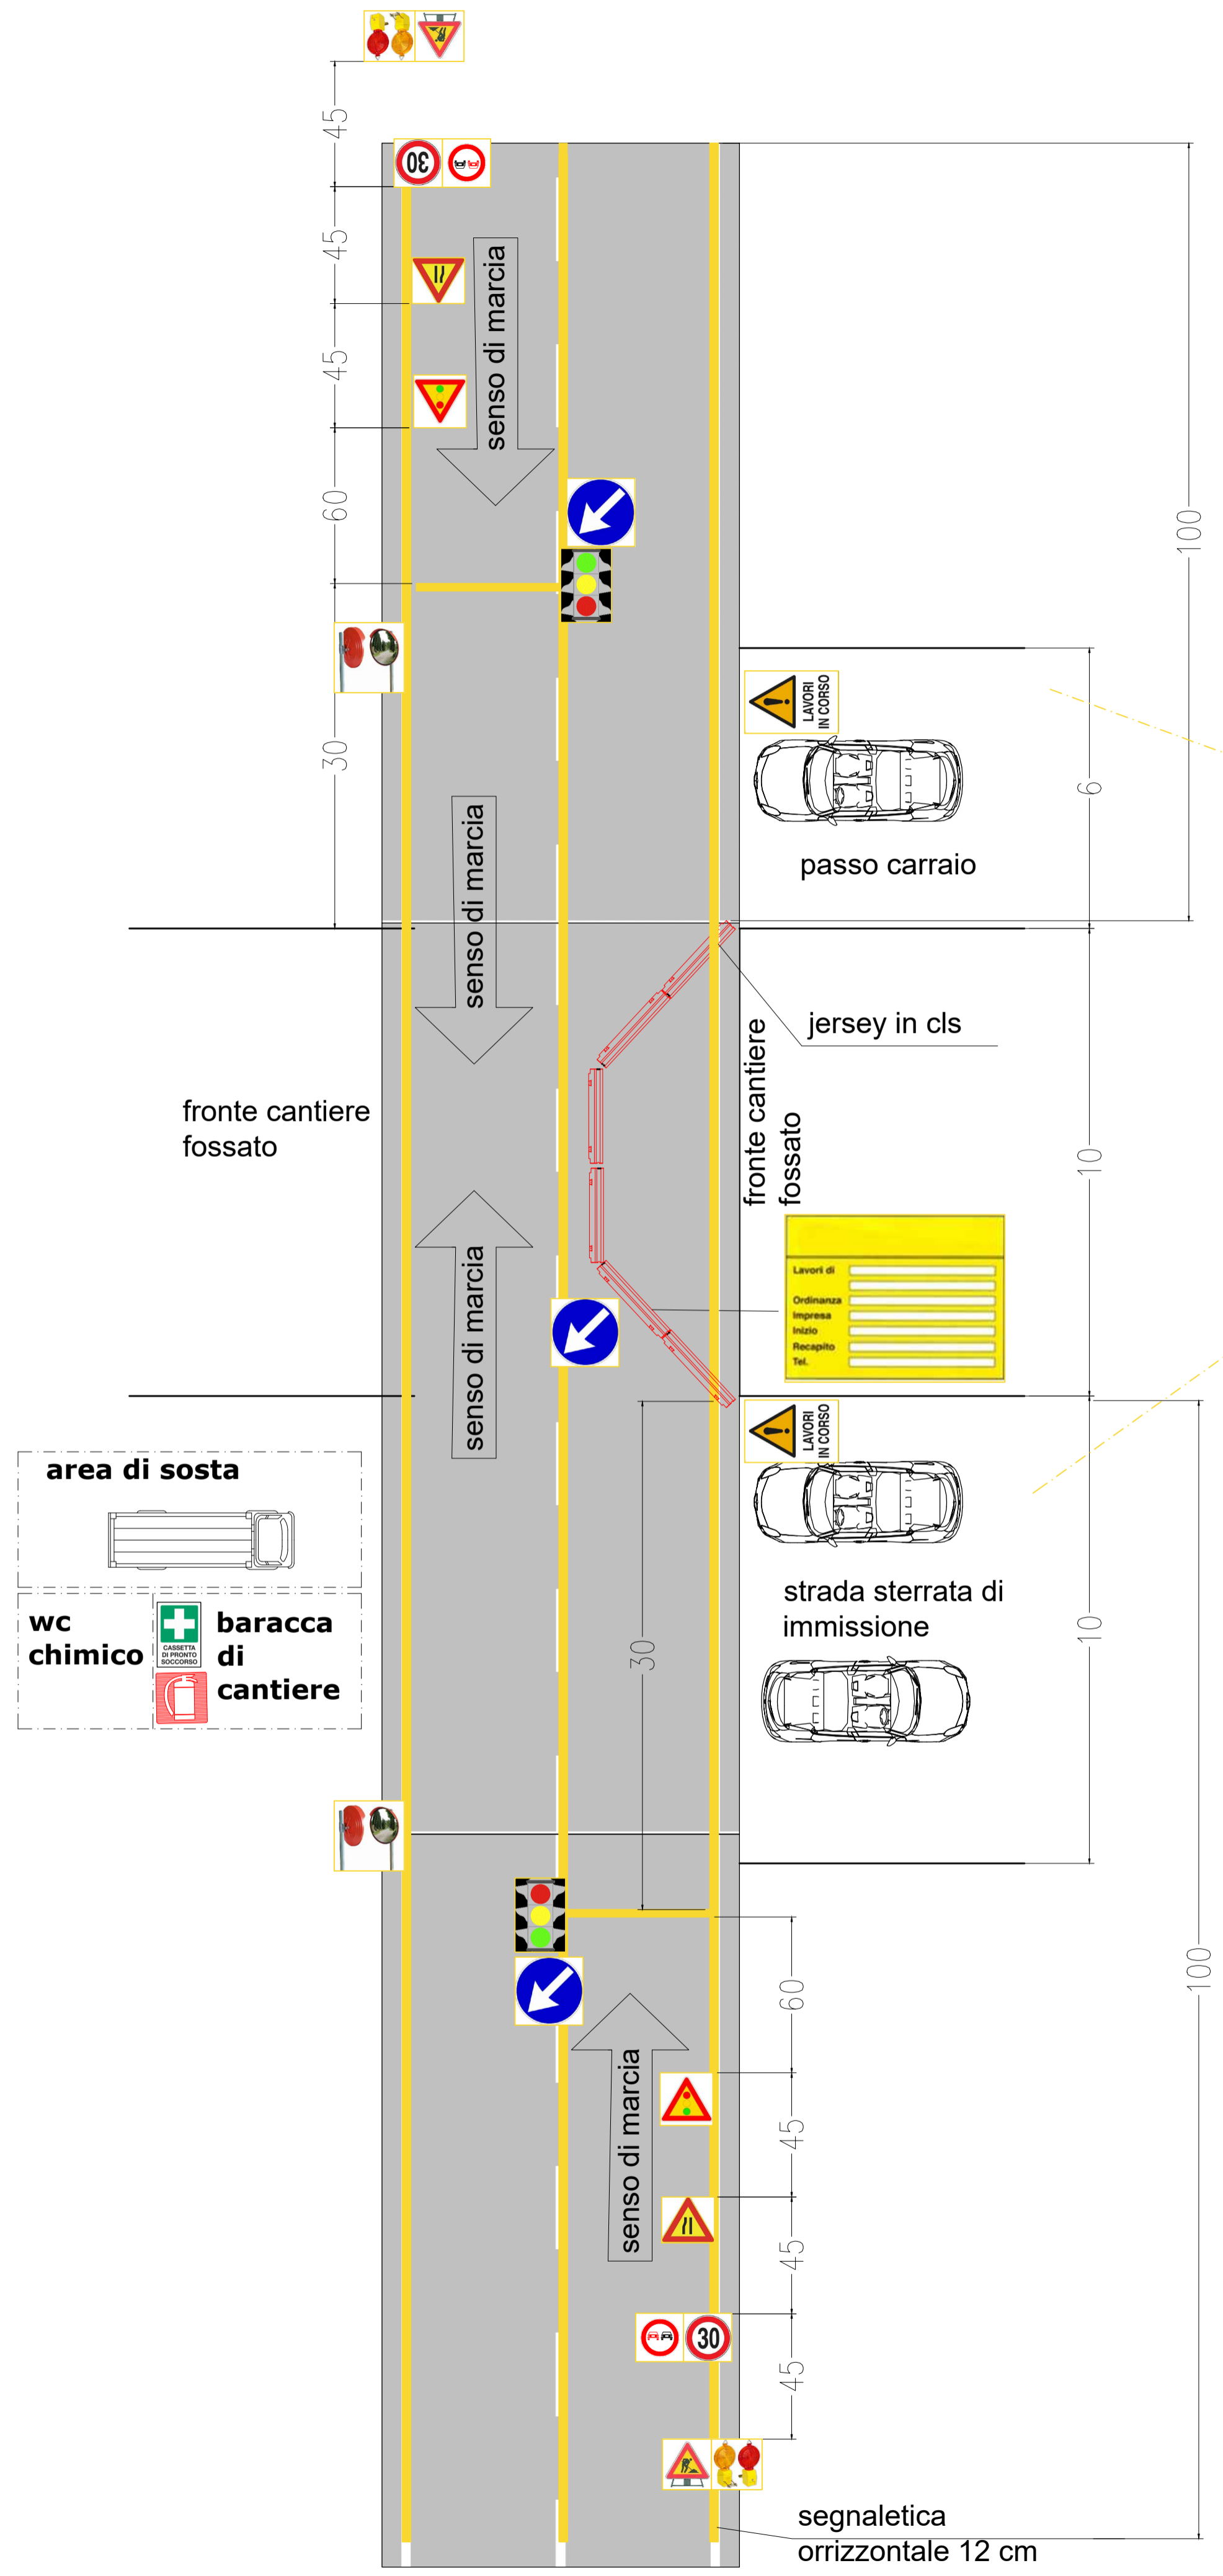 45
30
45
senso di marcia
45
60
100
LAVORI
IN CORSO
30
6
passo carraio
senso di marcia
jersey in cls
fronte cantiere
fossato
fronte cantiere
fossato
10
senso di marcia
Lavori di
Ordinanza
Impresa
Inizio
Recapito
Tel.
LAVORI
IN CORSO
area di sosta
strada sterrata di
immissione
wc
chimico
CASSETTA
DI PRONTO
SOCCORSO
baracca
di
cantiere
30
10
100
60
senso di marcia
45
45
30
45
segnaletica
orrizzontale 12 cm